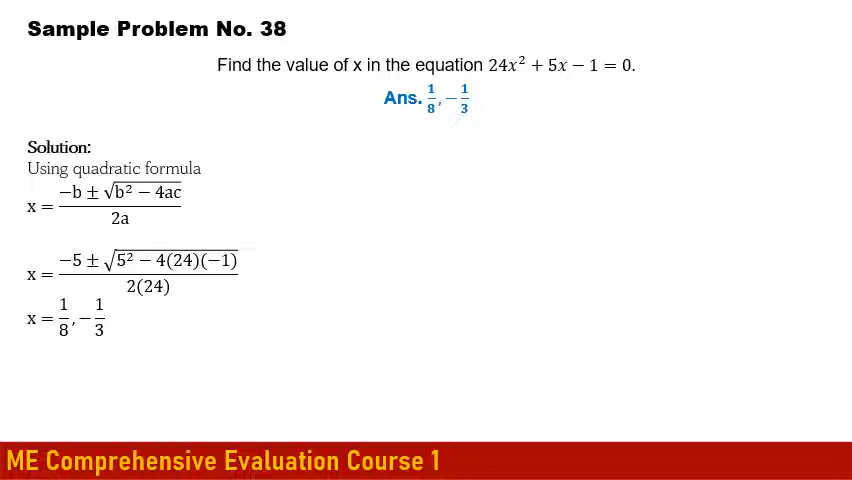 Sample Problem No. 38
Find the value of x in the equation 24x² + 5x − 1 = 0.
Ans. 1/8, −1/3
Solution:
Using quadratic formula
x = (−b ± √(b² − 4ac))/(2a)
x = (−5 ± √(5² − 4(24)(−1)))/(2(24))
x = 1/8, −1/3
ME Comprehensive Evaluation Course 1